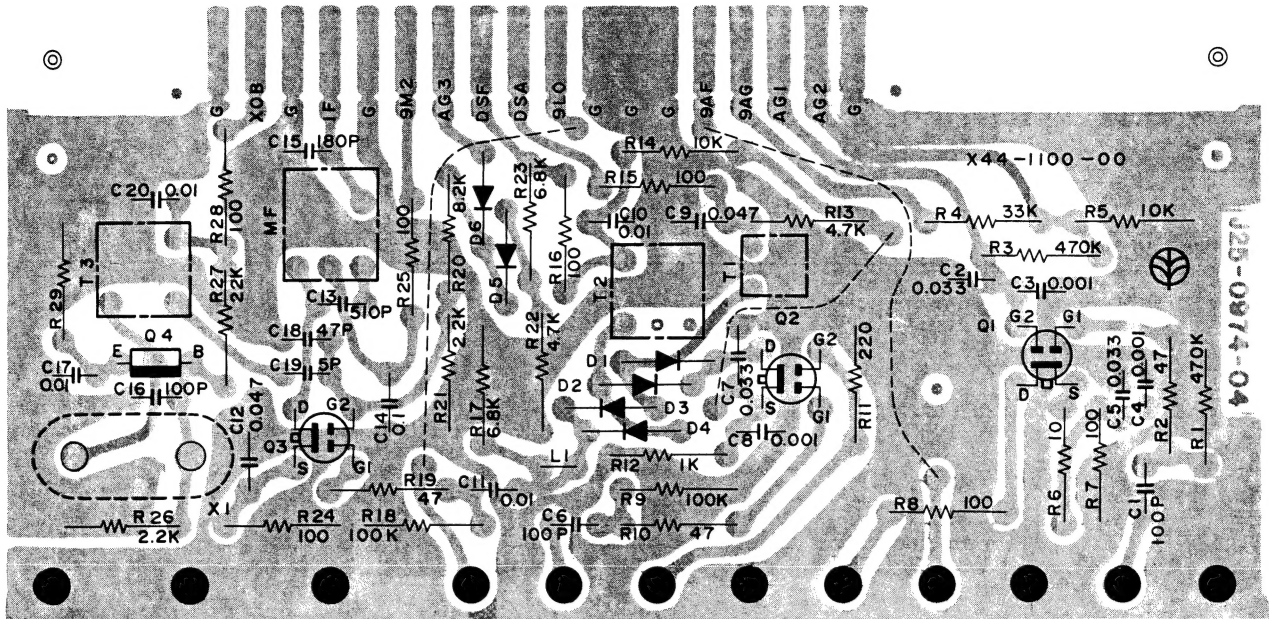 G
XOB
G
IF
G
9M2
AG3
DSF
DSA
9LO
G
G
G
9AF
9AG
AG1
AG2
G
C15 180P
R14 10K
X44-1100-00
C20 0.01
R28
100
MF
8.2K
D6
R23
6.8K
R15 100
C10
0.01
C9 0.047
R13
4.7K
R4 33K
R5 10K
R3 470K
T3
R29
R27
22K
100
R25
R20
D5
R16
100
T2
T1
C2
0.033
C3 0.001
J25-0974-04
C13
510P
C18 47P
C19 5P
2.2K
R21
R22
4.7K
Q2
Q1
G2
G1
D
S
Q4
E
B
C17
0.01
C16 100P
C12
0.047
C14
0.1
R17
6.8K
D1
D2
D3
D4
C7
0.033
D
G2
S
G1
220
R11
C5
0.033
C4
0.001
47
R2
470K
R1
Q3
D
G2
S
G1
L1
C8 0.001
R12 1K
10
R6
100
R7
X1
R19
47
C11
0.01
R9 100K
C1
100P
R26
2.2K
R24
100
R18
100K
C6
100P
R10 47
R8 100